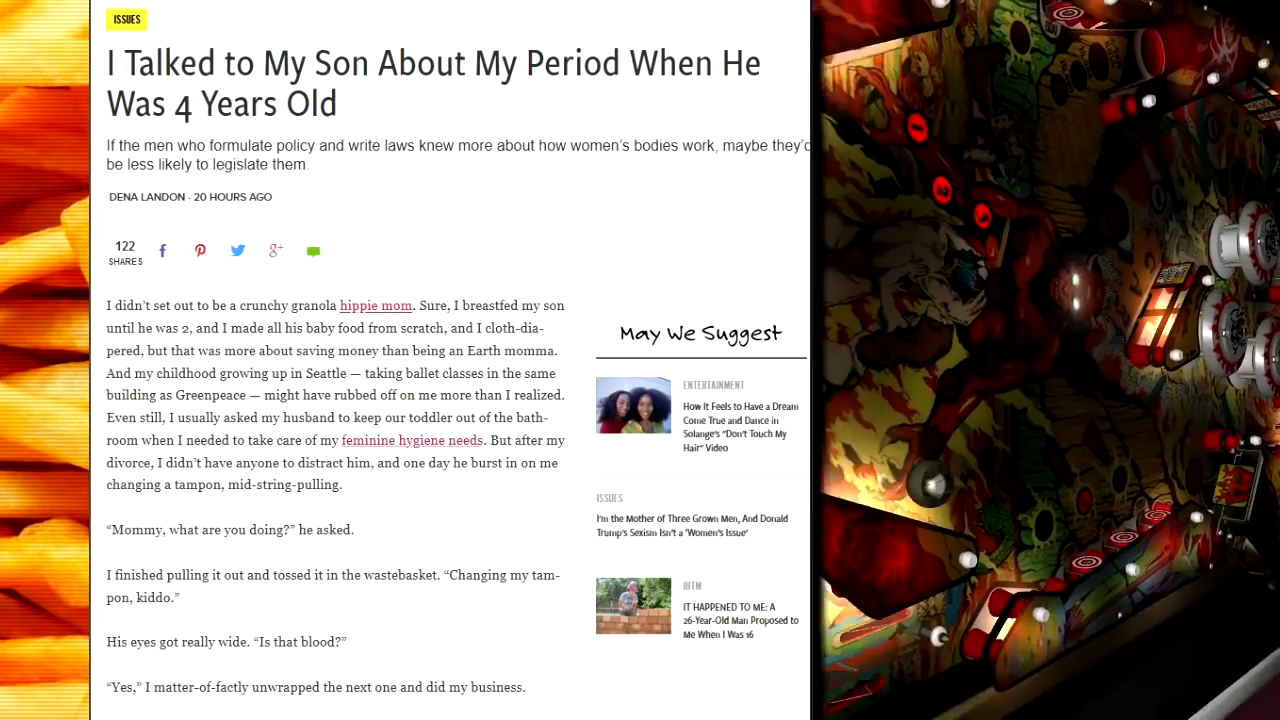 ISSUES
I Talked to My Son About My Period When He
Was 4 Years Old
If the men who formulate policy and write laws knew more about how women's bodies work, maybe they'd
be less likely to legislate them.
DENA LANDON · 20 HOURS AGO
122
SHARES
I didn't set out to be a crunchy granola hippie mom. Sure, I breastfed my son
until he was 2, and I made all his baby food from scratch, and I cloth-dia-
pered, but that was more about saving money than being an Earth momma.
And my childhood growing up in Seattle — taking ballet classes in the same
building as Greenpeace — might have rubbed off on me more than I realized.
Even still, I usually asked my husband to keep our toddler out of the bath-
room when I needed to take care of my feminine hygiene needs. But after my
divorce, I didn't have anyone to distract him, and one day he burst in on me
changing a tampon, mid-string-pulling.
“Mommy, what are you doing?” he asked.
I finished pulling it out and tossed it in the wastebasket. “Changing my tam-
pon, kiddo.”
His eyes got really wide. “Is that blood?”
“Yes,” I matter-of-factly unwrapped the next one and did my business.
May We Suggest
ENTERTAINMENT
How It Feels to Have a Dream
Come True and Dance in
Solange's “Don't Touch My
Hair” Video
ISSUES
I'm the Mother of Three Grown Men, And Donald
Trump's Sexism Isn't a 'Women's Issue'
IHTM
IT HAPPENED TO ME: A
26-Year-Old Man Proposed to
Me When I Was 16